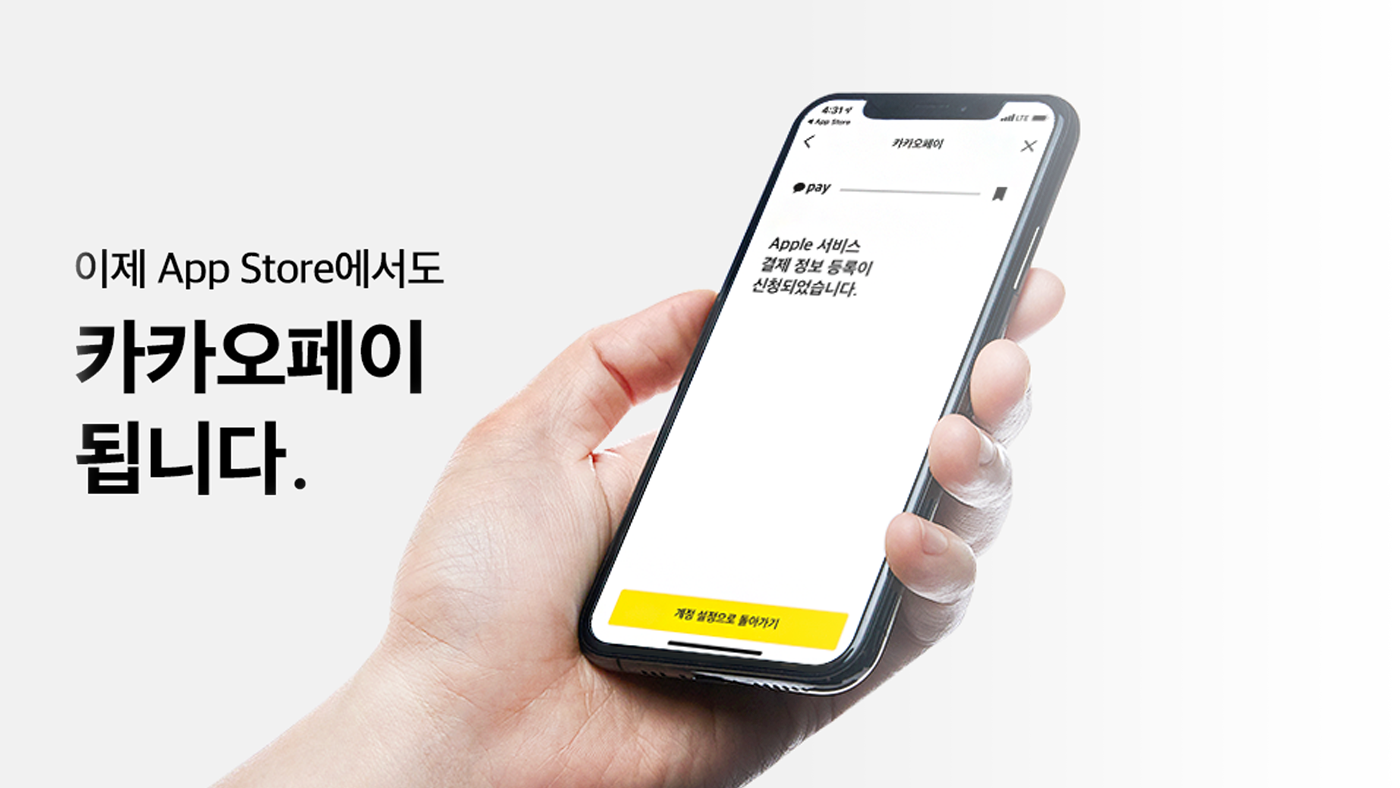 이제 App Store에서도
카카오페이
됩니다.
4:31
LTE
App Store
카카오페이
pay
Apple 서비스
결제 정보 등록이
신청되었습니다.
계정 설정으로 돌아가기